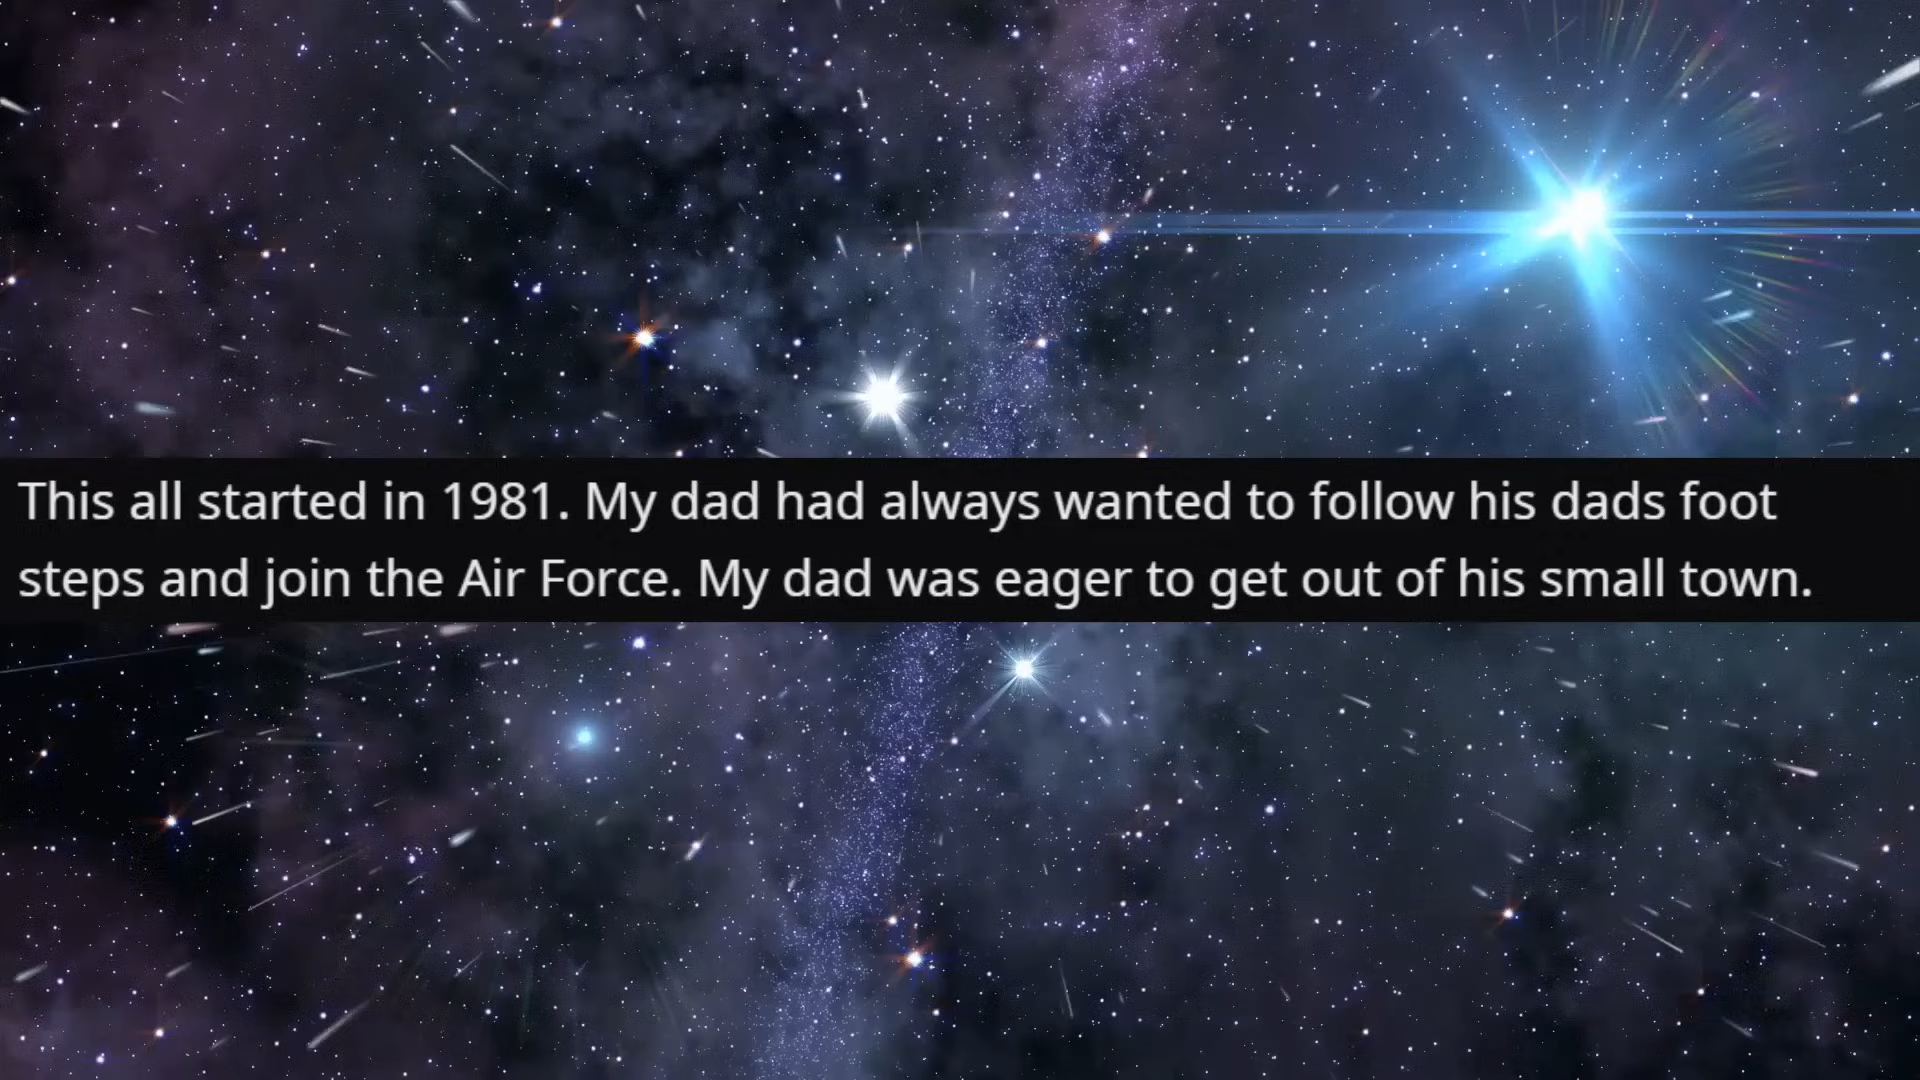 This all started in 1981. My dad had always wanted to follow his dads foot
steps and join the Air Force. My dad was eager to get out of his small town.